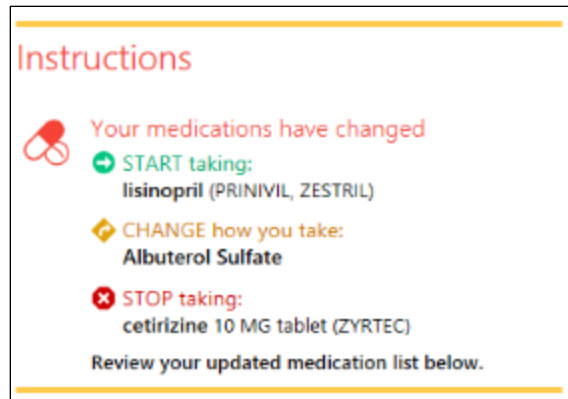 Instructions
Your medications have changed
START taking:
lisinopril (PRINIVIL, ZESTRIL)
CHANGE how you take:
Albuterol Sulfate
STOP taking:
cetirizine 10 MG tablet (ZYRTEC)
Review your updated medication list below.